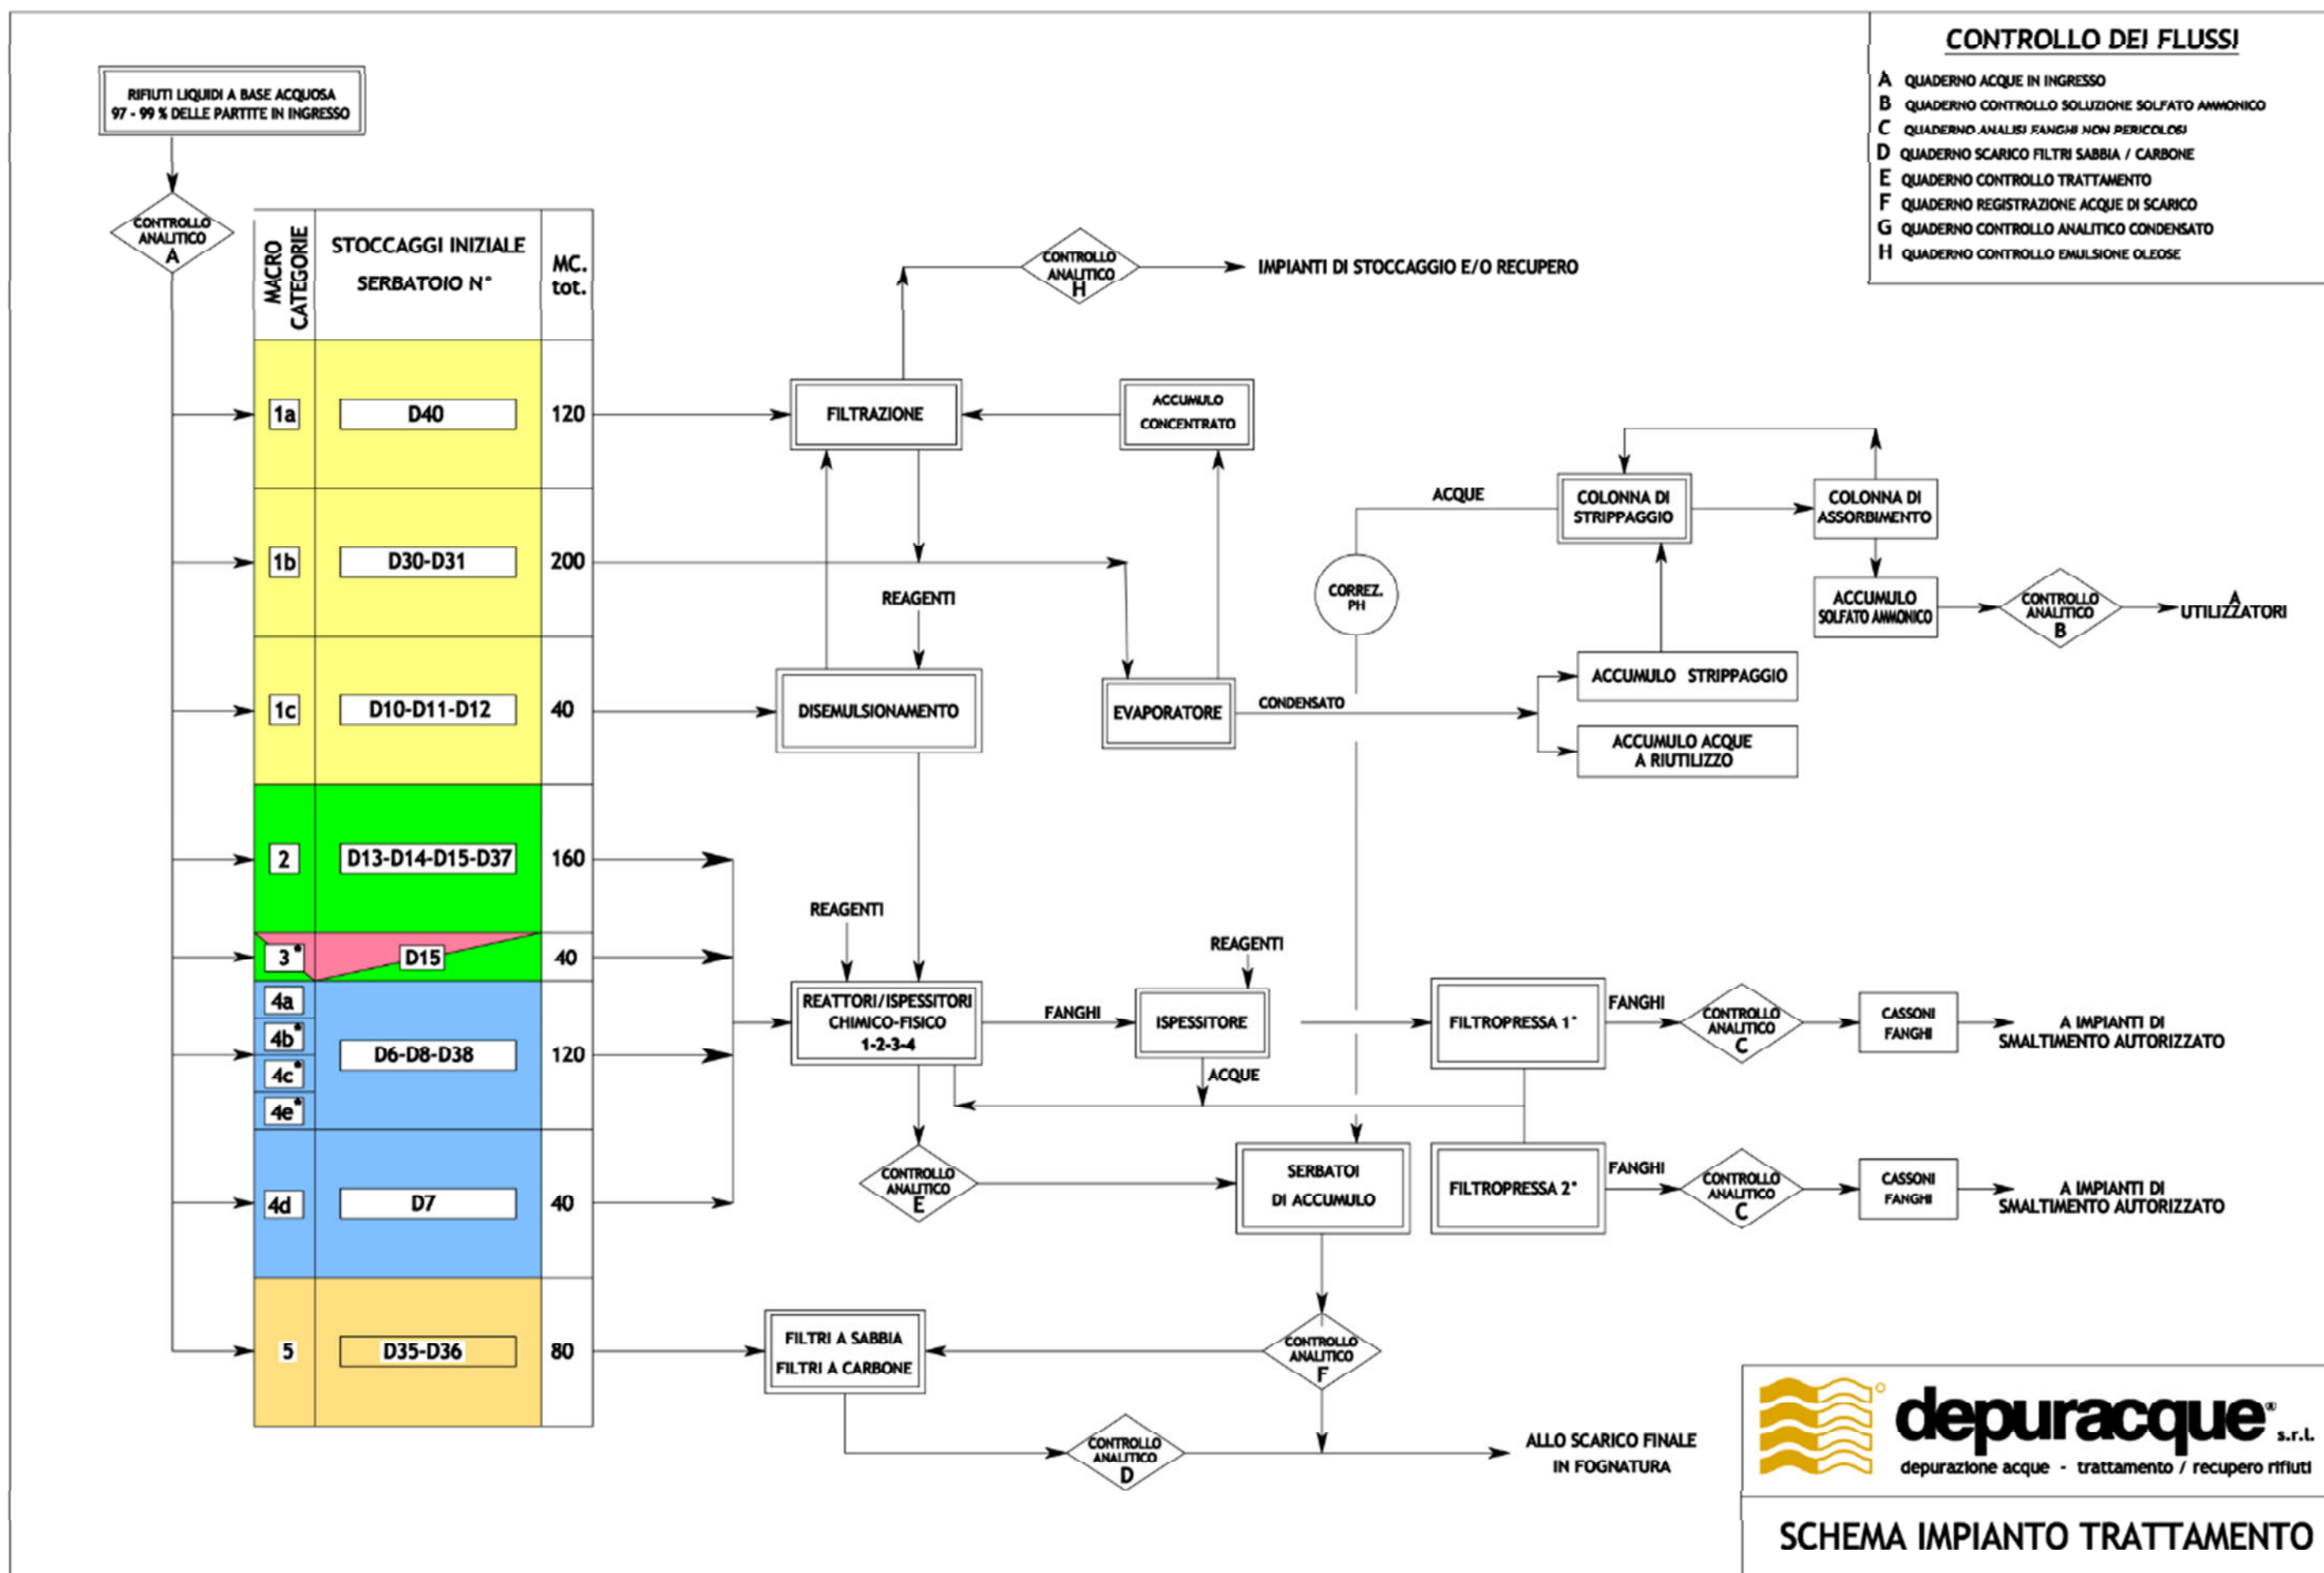 RIFIUTI LIQUIDI A BASE ACQUOSA
97 - 99 % DELLE PARTITE IN INGRESSO
CONTROLLO
ANALITICO
A
CONTROLLO DEI FLUSSI
A QUADERNO ACQUE IN INGRESSO
B QUADERNO CONTROLLO SOLUZIONE SOLFATO AMMONICO
C QUADERNO ANALISI FANGHI NON PERICOLOSI
D QUADERNO SCARICO FILTRI SABBIA / CARBONE
E QUADERNO CONTROLLO TRATTAMENTO
F QUADERNO REGISTRAZIONE ACQUE DI SCARICO
G QUADERNO CONTROLLO ANALITICO CONDENSATO
H QUADERNO CONTROLLO EMULSIONE OLEOSE
MACRO
CATEGORIE
STOCCAGGI INIZIALE
SERBATOIO N°
MC.
tot.
1a D40 120
1b D30-D31 200
1c D10-D11-D12 40
2 D13-D14-D15-D37 160
3* D15 40
4a
4b*
4c*
4e*
D6-D8-D38 120
4d D7 40
5 D35-D36 80
CONTROLLO
ANALITICO
H
IMPIANTI DI STOCCAGGIO E/O RECUPERO
FILTRAZIONE
ACCUMULO
CONCENTRATO
REAGENTI
DISEMULSIONAMENTO
EVAPORATORE
CONDENSATO
ACQUE
CORREZ.
PH
COLONNA DI
STRIPPAGGIO
COLONNA DI
ASSORBIMENTO
ACCUMULO
SOLFATO AMMONICO
CONTROLLO
ANALITICO
B
A
UTILIZZATORI
ACCUMULO STRIPPAGGIO
ACCUMULO ACQUE
A RIUTILIZZO
REAGENTI
REATTORI/ISPESSITORI
CHIMICO-FISICO
1-2-3-4
FANGHI
REAGENTI
ISPESSITORE
ACQUE
FILTROPRESSA 1°
FANGHI
CONTROLLO
ANALITICO
C
CASSONI
FANGHI
A IMPIANTI DI
SMALTIMENTO AUTORIZZATO
CONTROLLO
ANALITICO
E
SERBATOI
DI ACCUMULO
FILTROPRESSA 2°
FANGHI
CONTROLLO
ANALITICO
C
CASSONI
FANGHI
A IMPIANTI DI
SMALTIMENTO AUTORIZZATO
FILTRI A SABBIA
FILTRI A CARBONE
CONTROLLO
ANALITICO
F
CONTROLLO
ANALITICO
D
ALLO SCARICO FINALE
IN FOGNATURA
depuracque® s.r.l.
depurazione acque - trattamento / recupero rifiuti
SCHEMA IMPIANTO TRATTAMENTO